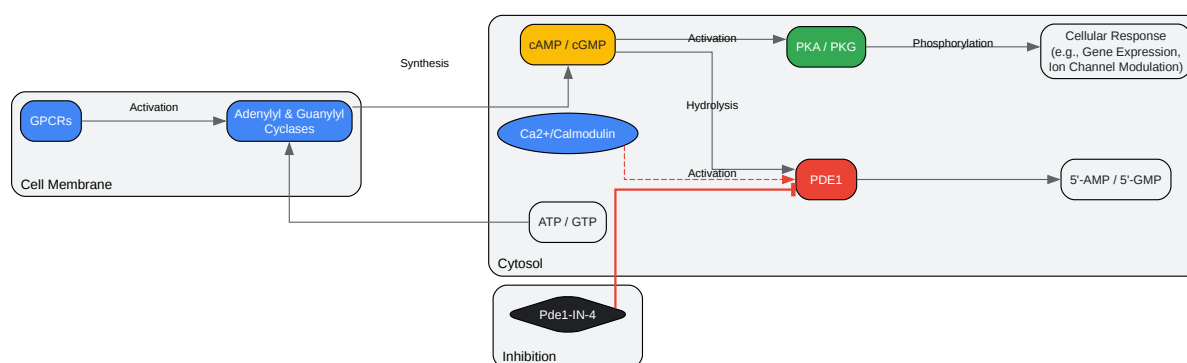 Synthesis
GPCRs
Activation
Adenylyl & Guanylyl
Cyclases
Cell Membrane
cAMP / cGMP
Activation
PKA / PKG
Phosphorylation
Cellular Response
(e.g., Gene Expression,
Ion Channel Modulation)
Hydrolysis
Ca2+/Calmodulin
Activation
PDE1
5'-AMP / 5'-GMP
ATP / GTP
Cytosol
Pde1-IN-4
Inhibition